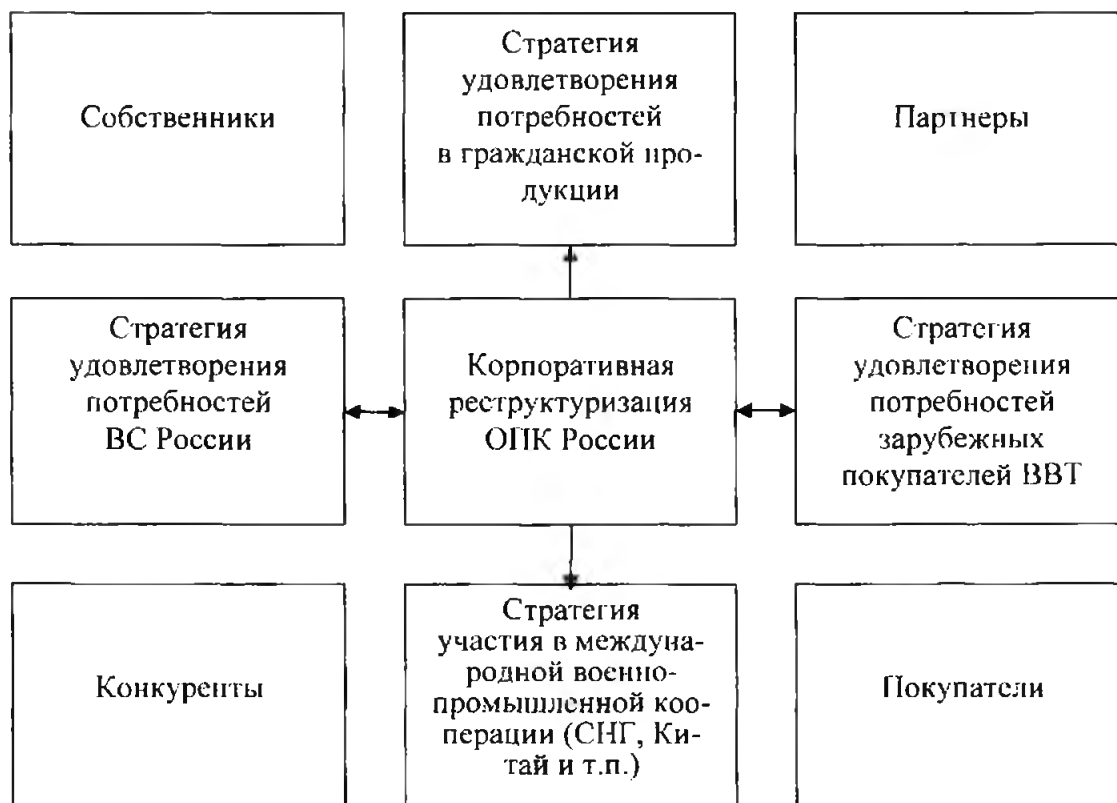 Собственники
Стратегия
удовлетворения
потребностей
в гражданской про-
дукции
Партнеры
Стратегия
удовлетворения
потребностей
ВС России
Корпоративная
реструктуризация
ОПК России
Стратегия
удовлетворения
потребностей
зарубежных
покупателей ВВТ
Конкуренты
Стратегия
участия в междуна-
родной военно-
промышленной коо-
перации (СНГ, Ки-
тай и т.п.)
Покупатели